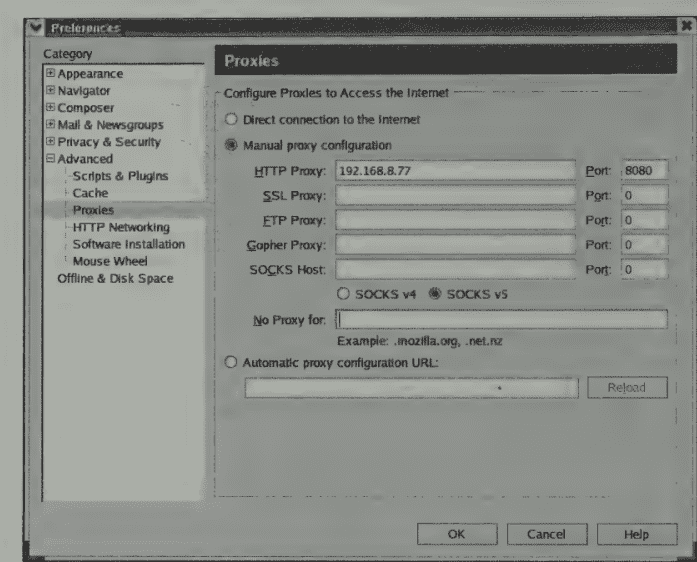 Preferences
Category
Appearance
Navigator
Composer
Mail & Newsgroups
Privacy & Security
Advanced
Scripts & Plugins
Cache
Proxies
HTTP Networking
Software Installation
Mouse Wheel
Offline & Disk Space
Proxies
Configure Proxies to Access the Internet
Direct connection to the Internet
Manual proxy configuration
HTTP Proxy: 192.168.8.77 Port: 8080
SSL Proxy: Port: 0
FTP Proxy: Port: 0
Gopher Proxy: Port: 0
SOCKS Host: Port: 0
SOCKS v4 SOCKS v5
No Proxy for:
Example: .mozilla.org, .net.nz
Automatic proxy configuration URL:
Reload
OK Cancel Help